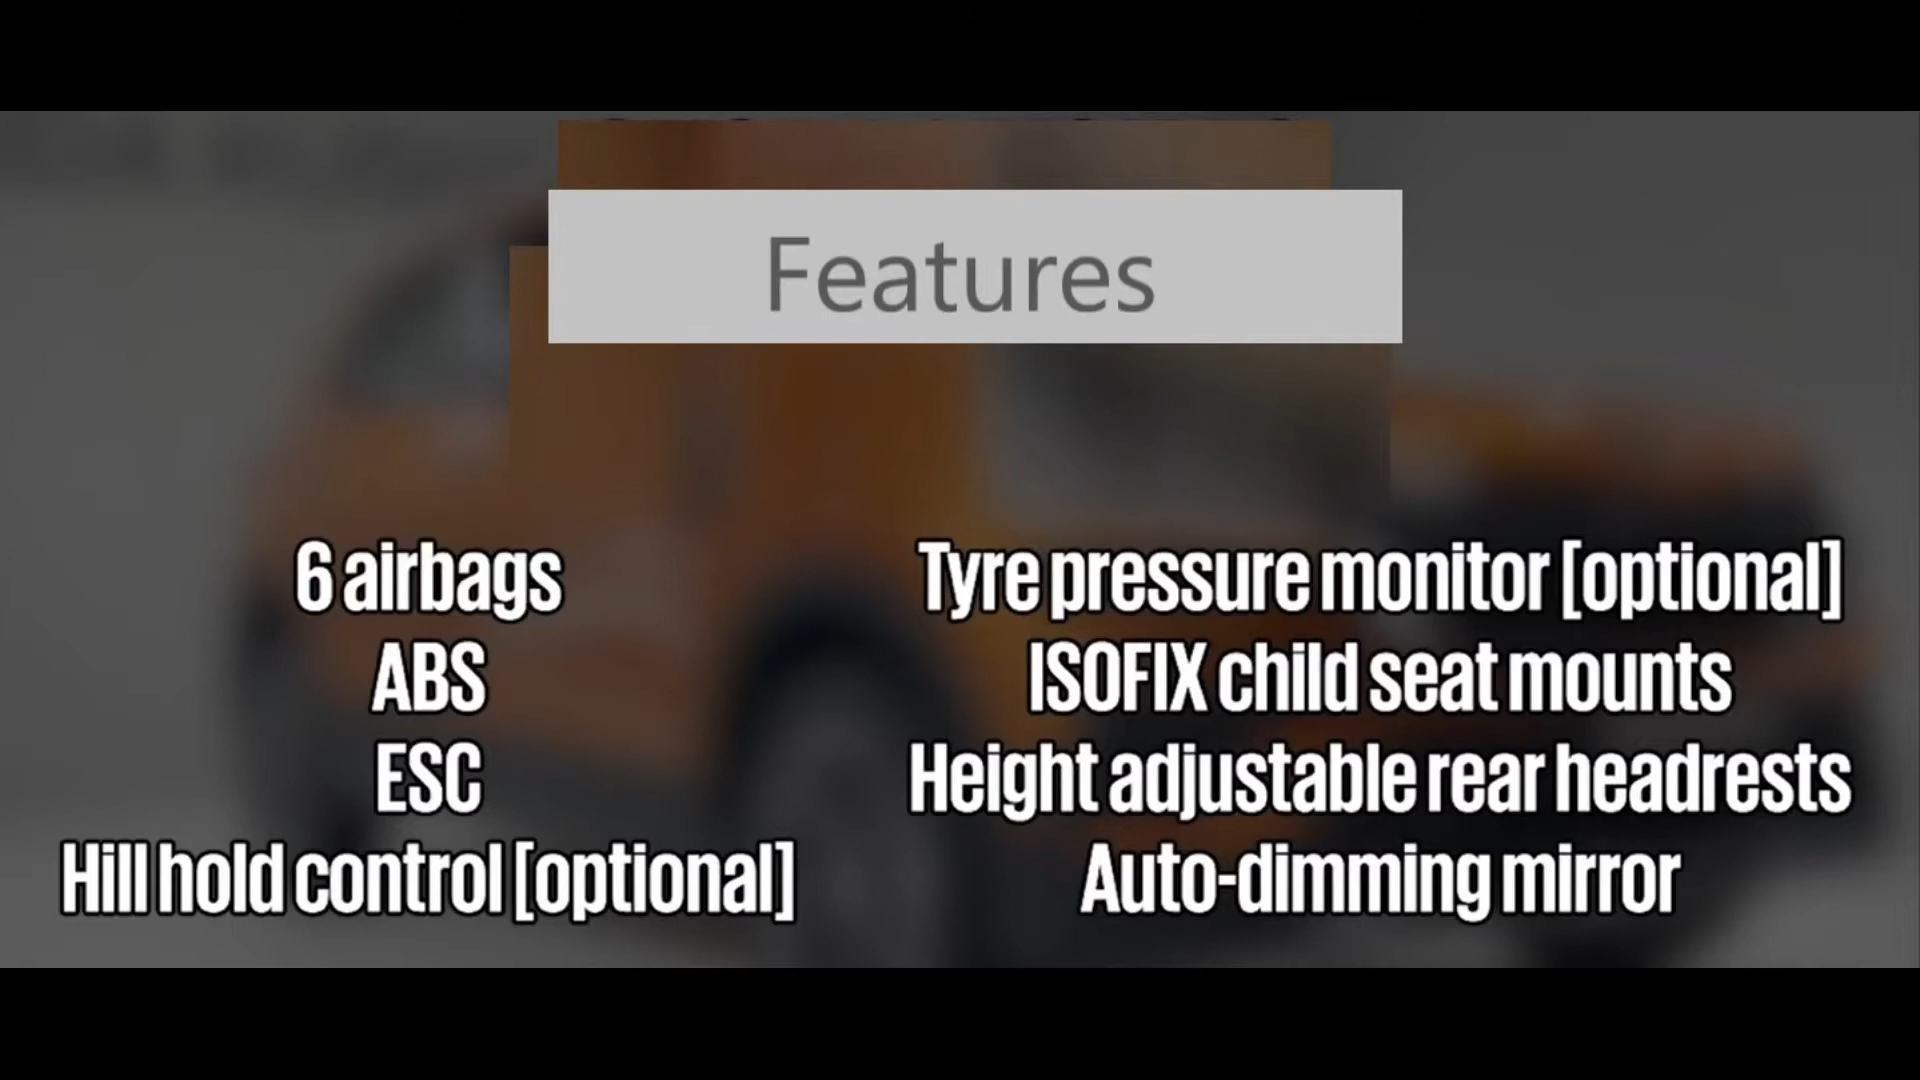 Features
6 airbags
ABS
ESC
Hill hold control [optional]
Tyre pressure monitor [optional]
ISOFIX child seat mounts
Height adjustable rear headrests
Auto-dimming mirror